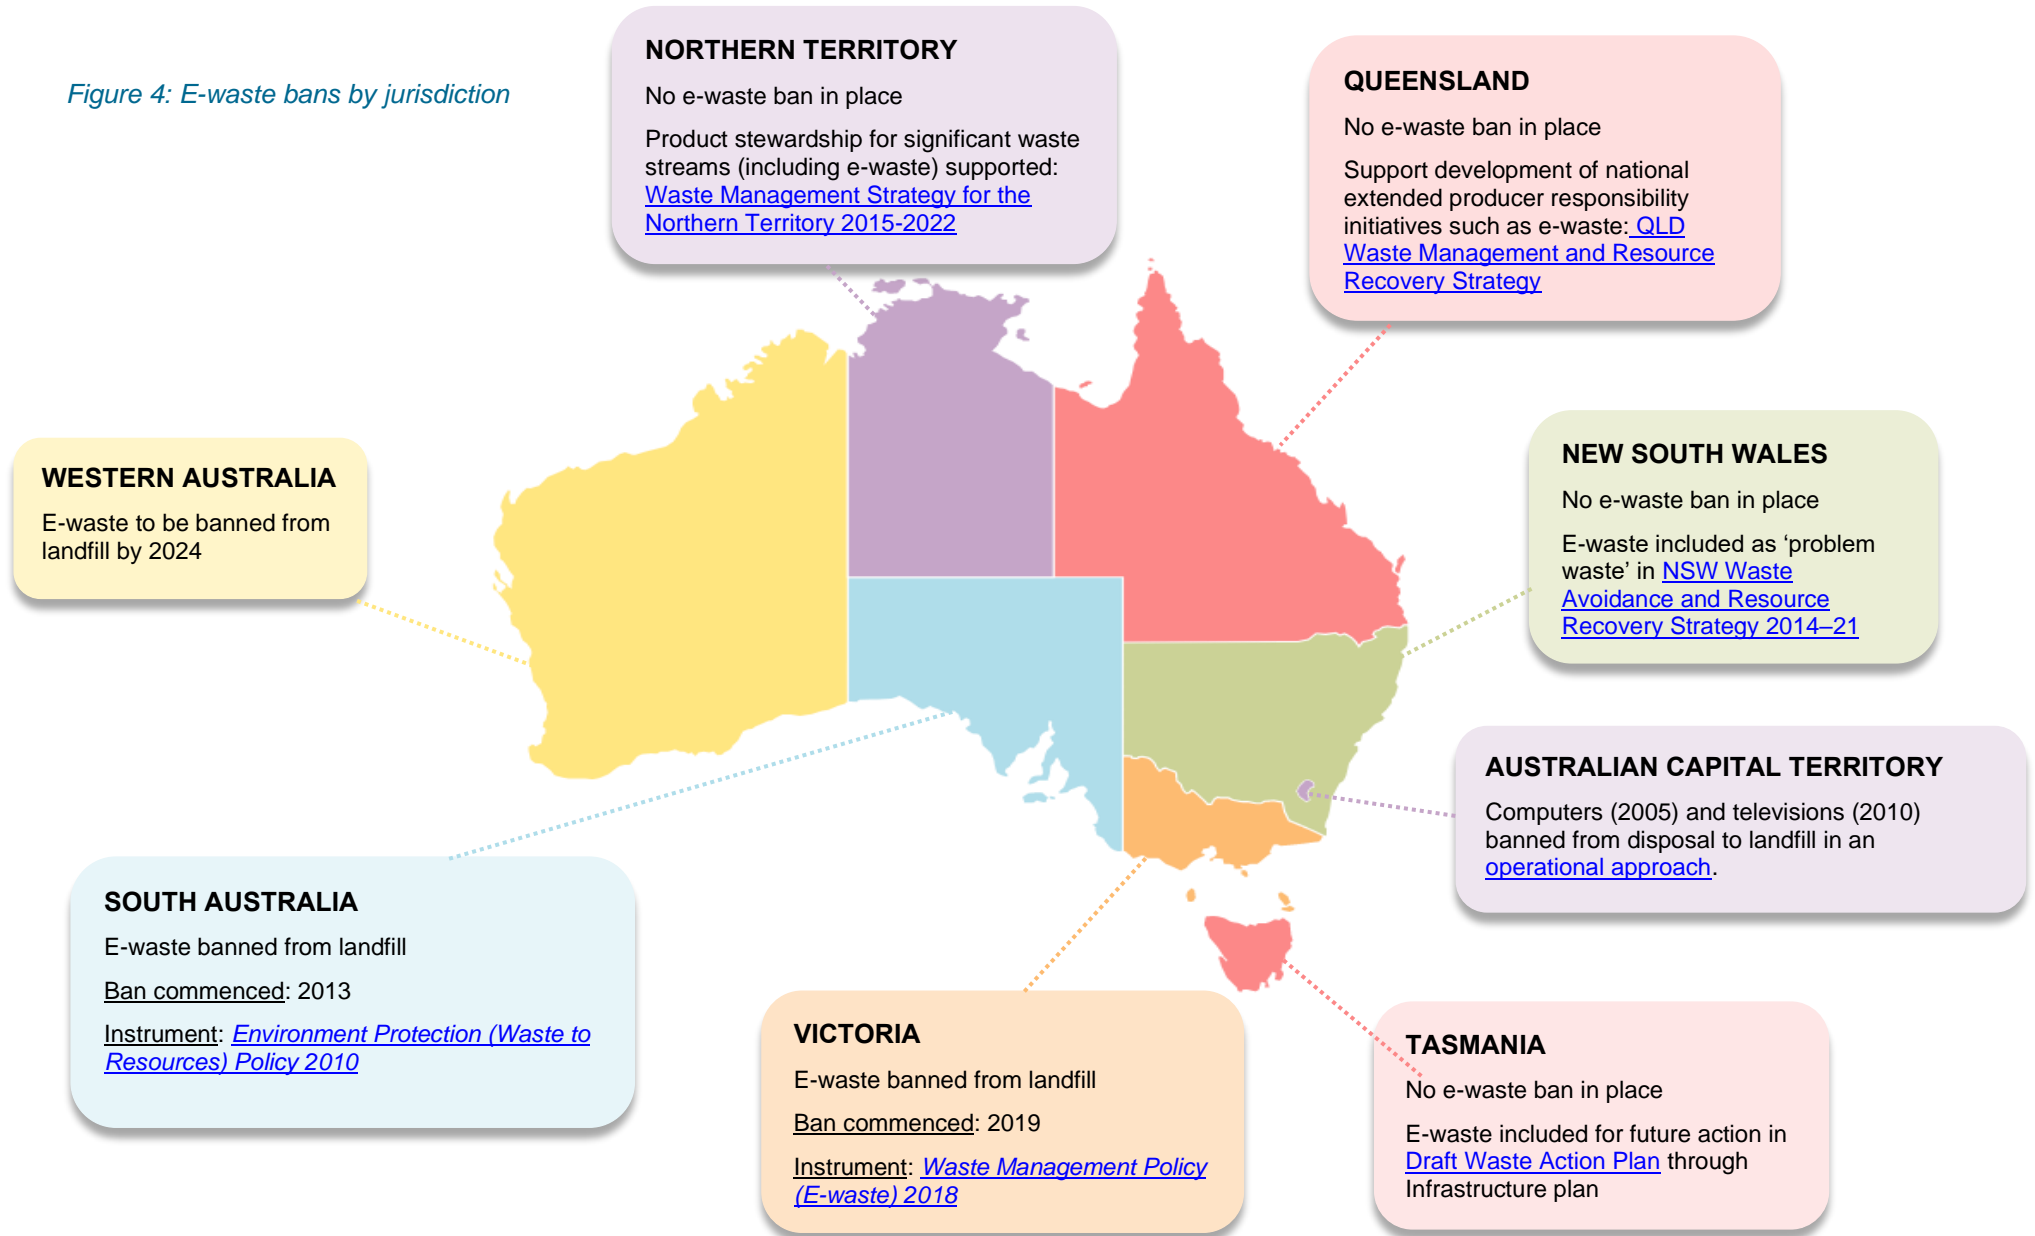 Figure 4: E-waste bans by jurisdiction
NORTHERN TERRITORY
No e-waste ban in place
Product stewardship for significant waste
streams (including e-waste) supported:
Waste Management Strategy for the
Northern Territory 2015-2022
QUEENSLAND
No e-waste ban in place
Support development of national
extended producer responsibility
initiatives such as e-waste: QLD
Waste Management and Resource
Recovery Strategy
WESTERN AUSTRALIA
E-waste to be banned from
landfill by 2024
NEW SOUTH WALES
No e-waste ban in place
E-waste included as ‘problem
waste’ in NSW Waste
Avoidance and Resource
Recovery Strategy 2014–21
AUSTRALIAN CAPITAL TERRITORY
Computers (2005) and televisions (2010)
banned from disposal to landfill in an
operational approach.
SOUTH AUSTRALIA
E-waste banned from landfill
Ban commenced: 2013
Instrument: Environment Protection (Waste to
Resources) Policy 2010
VICTORIA
E-waste banned from landfill
Ban commenced: 2019
Instrument: Waste Management Policy
(E-waste) 2018
TASMANIA
No e-waste ban in place
E-waste included for future action in
Draft Waste Action Plan through
Infrastructure plan